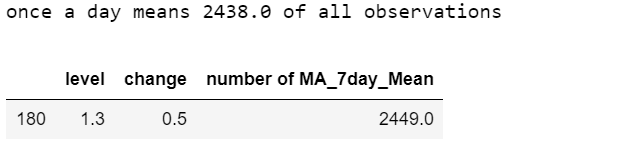 once a day means 2438.0 of all observations
level change number of MA_7day_Mean
180 1.3 0.5 2449.0